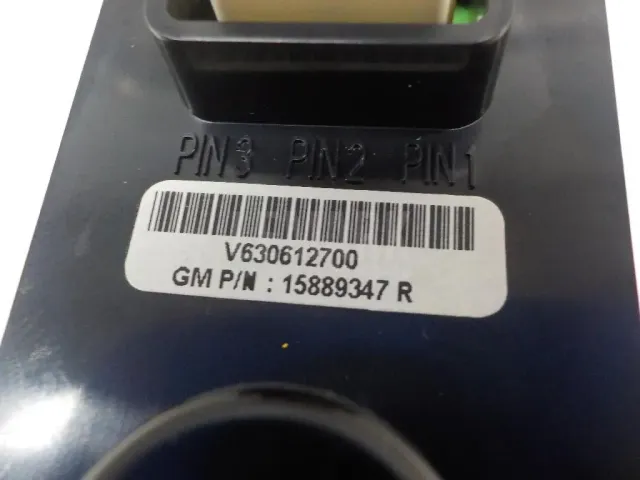 PIN3 PIN2 PIN1
V630612700
GM P/N : 15889347 R